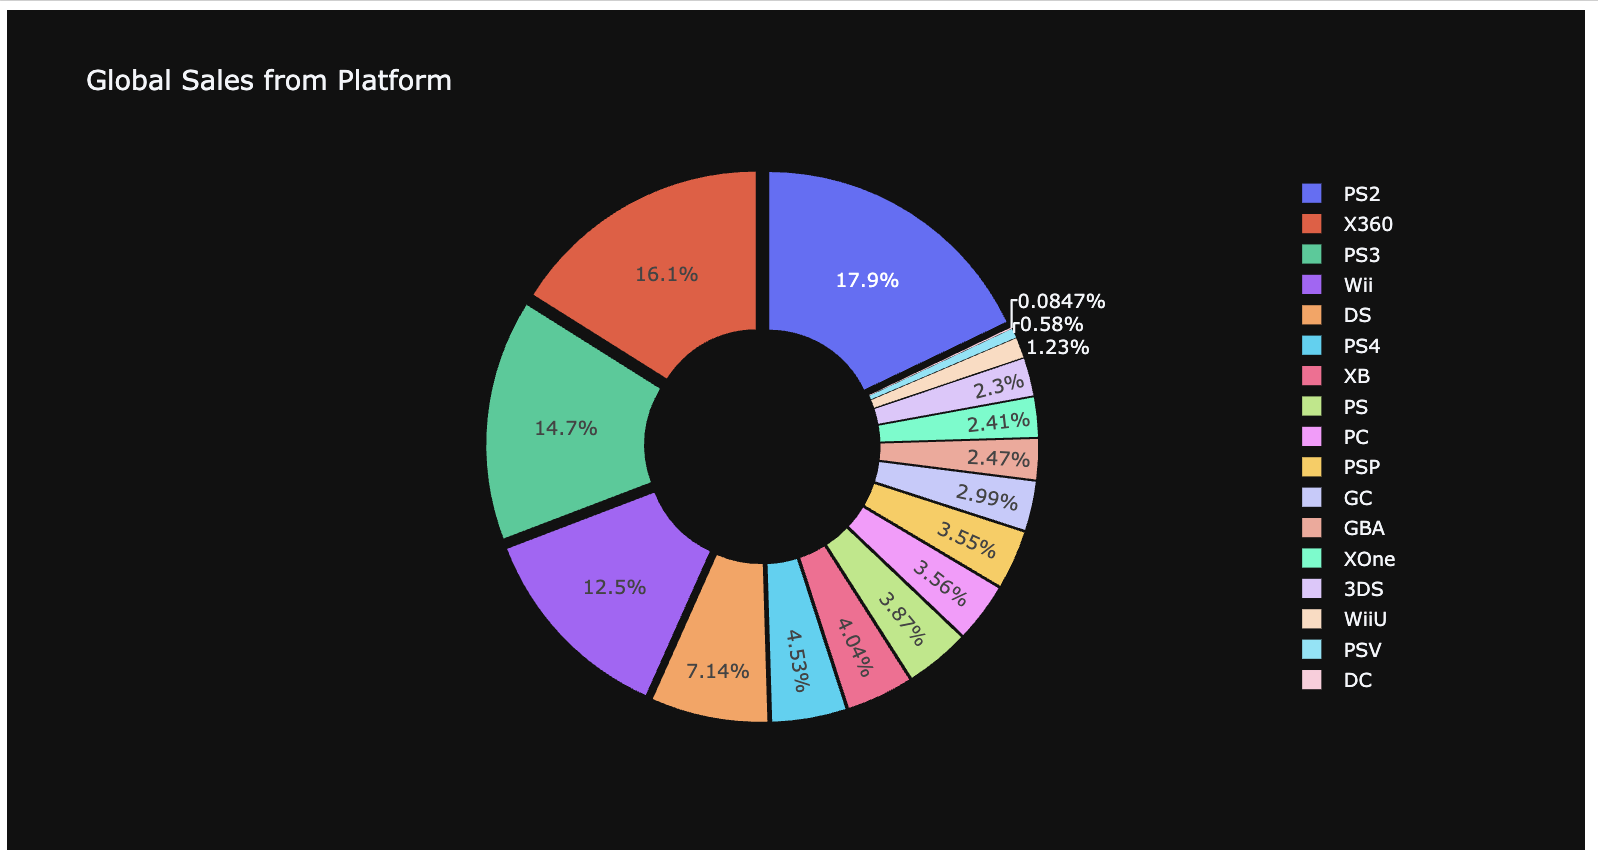 Global Sales from Platform
16.1%
17.9%
0.0847%
0.58%
1.23%
2.3%
2.41%
2.47%
2.99%
3.55%
3.56%
3.87%
4.04%
4.53%
7.14%
12.5%
14.7%
PS2
X360
PS3
Wii
DS
PS4
XB
PS
PC
PSP
GC
GBA
XOne
3DS
WiiU
PSV
DC